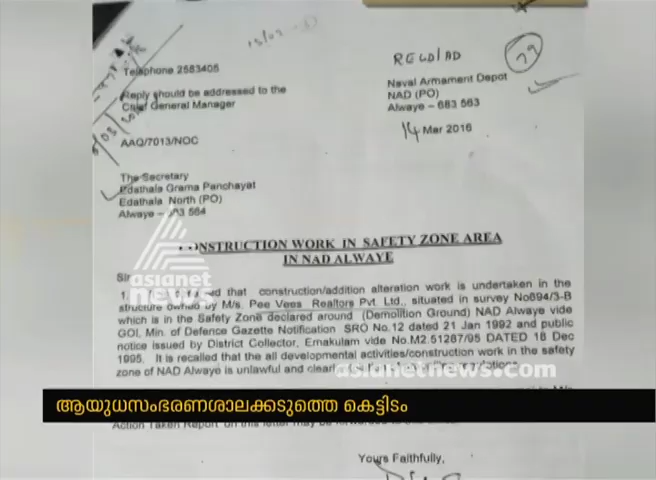 REGD/AD
Telephone 2583405
Reply should be addressed to the
Chief General Manager
Naval Armament Depot
NAD (PO)
Alwaye – 683 563
AAQ/7013/NOC
14 Mar 2016
The Secretary
Edathala Grama Panchayat
Edathala North (PO)
Alwaye – 683 564
CONSTRUCTION WORK IN SAFETY ZONE AREA
IN NAD ALWAYE
Sir
asianet
news
1. that construction/addition alteration work is undertaken in the
structure owned by M/s. Pee Vees Realtors Pvt Ltd., situated in survey No694/3-B
which is in the Safety Zone declared around (Demolition Ground) NAD Alwaye vide
GOI, Min. of Defence Gazette Notification SRO No.12 dated 21 Jan 1992 and public
notice issued by District Collector, Ernakulam vide No.M2.51287/95 DATED 18 Dec
1995. It is recalled that the all developmental activities/construction work in the safety
zone of NAD Alwaye is unlawful and
asianetnews.com
ആയുധസംഭരണശാലക്കടുത്തെ കെട്ടിടം
Action Taken Report on this letter may be forwarded to
Yours Faithfully,